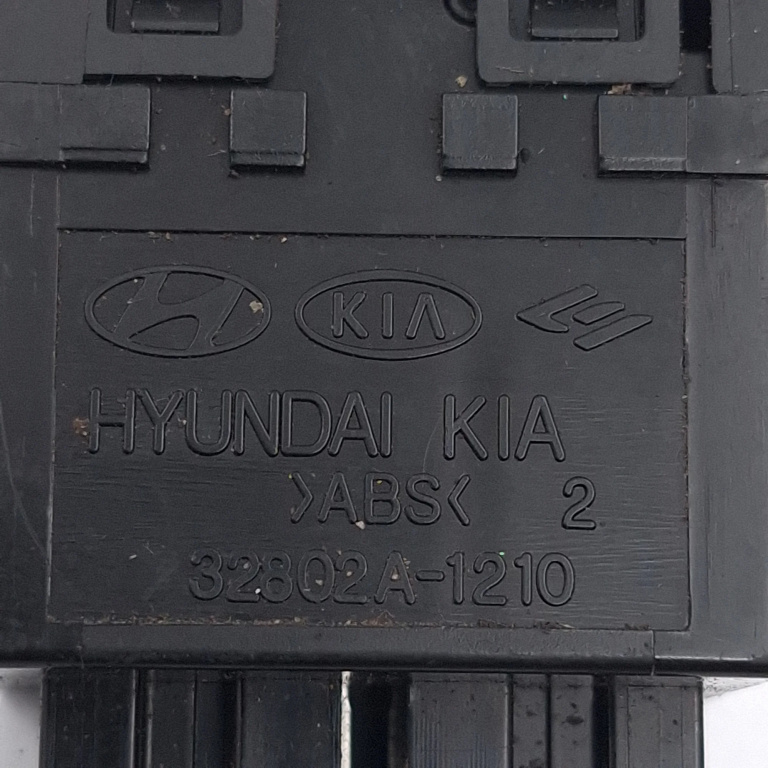 KIA
HYUNDAI KIA
>ABS< 2
32802A-1210